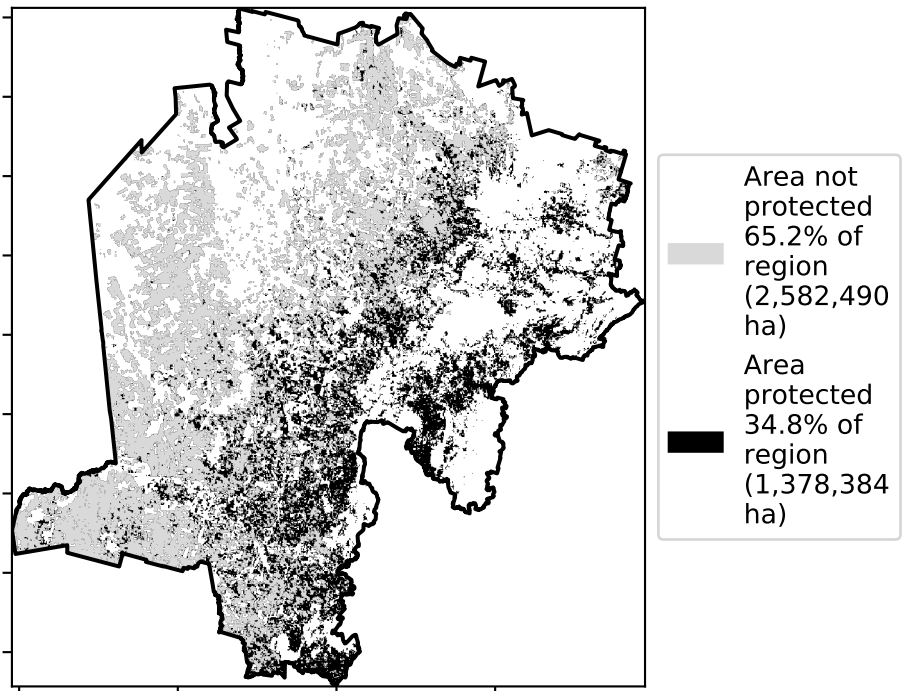 Area not
protected
65.2% of
region
(2,582,490
ha)
Area
protected
34.8% of
region
(1,378,384
ha)